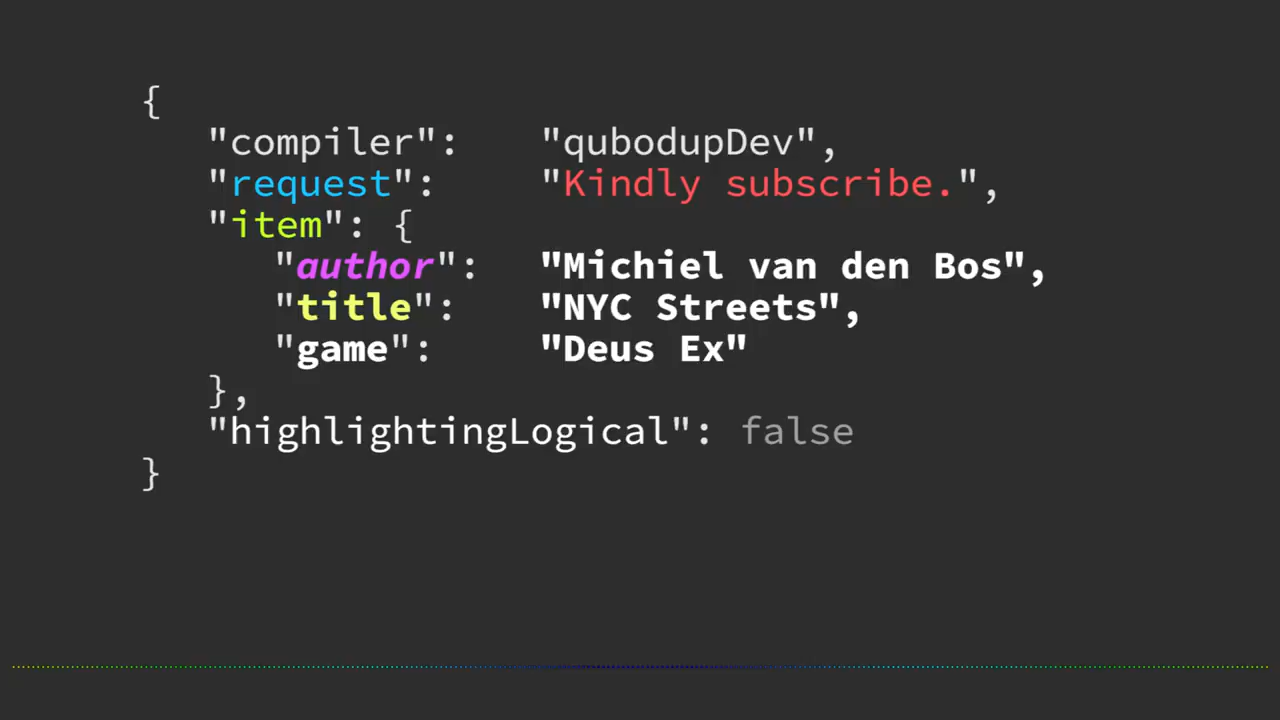 {
"compiler": "qubodupDev",
"request": "Kindly subscribe.",
"item": {
"author": "Michiel van den Bos",
"title": "NYC Streets",
"game": "Deus Ex"
},
"highlightingLogical": false
}